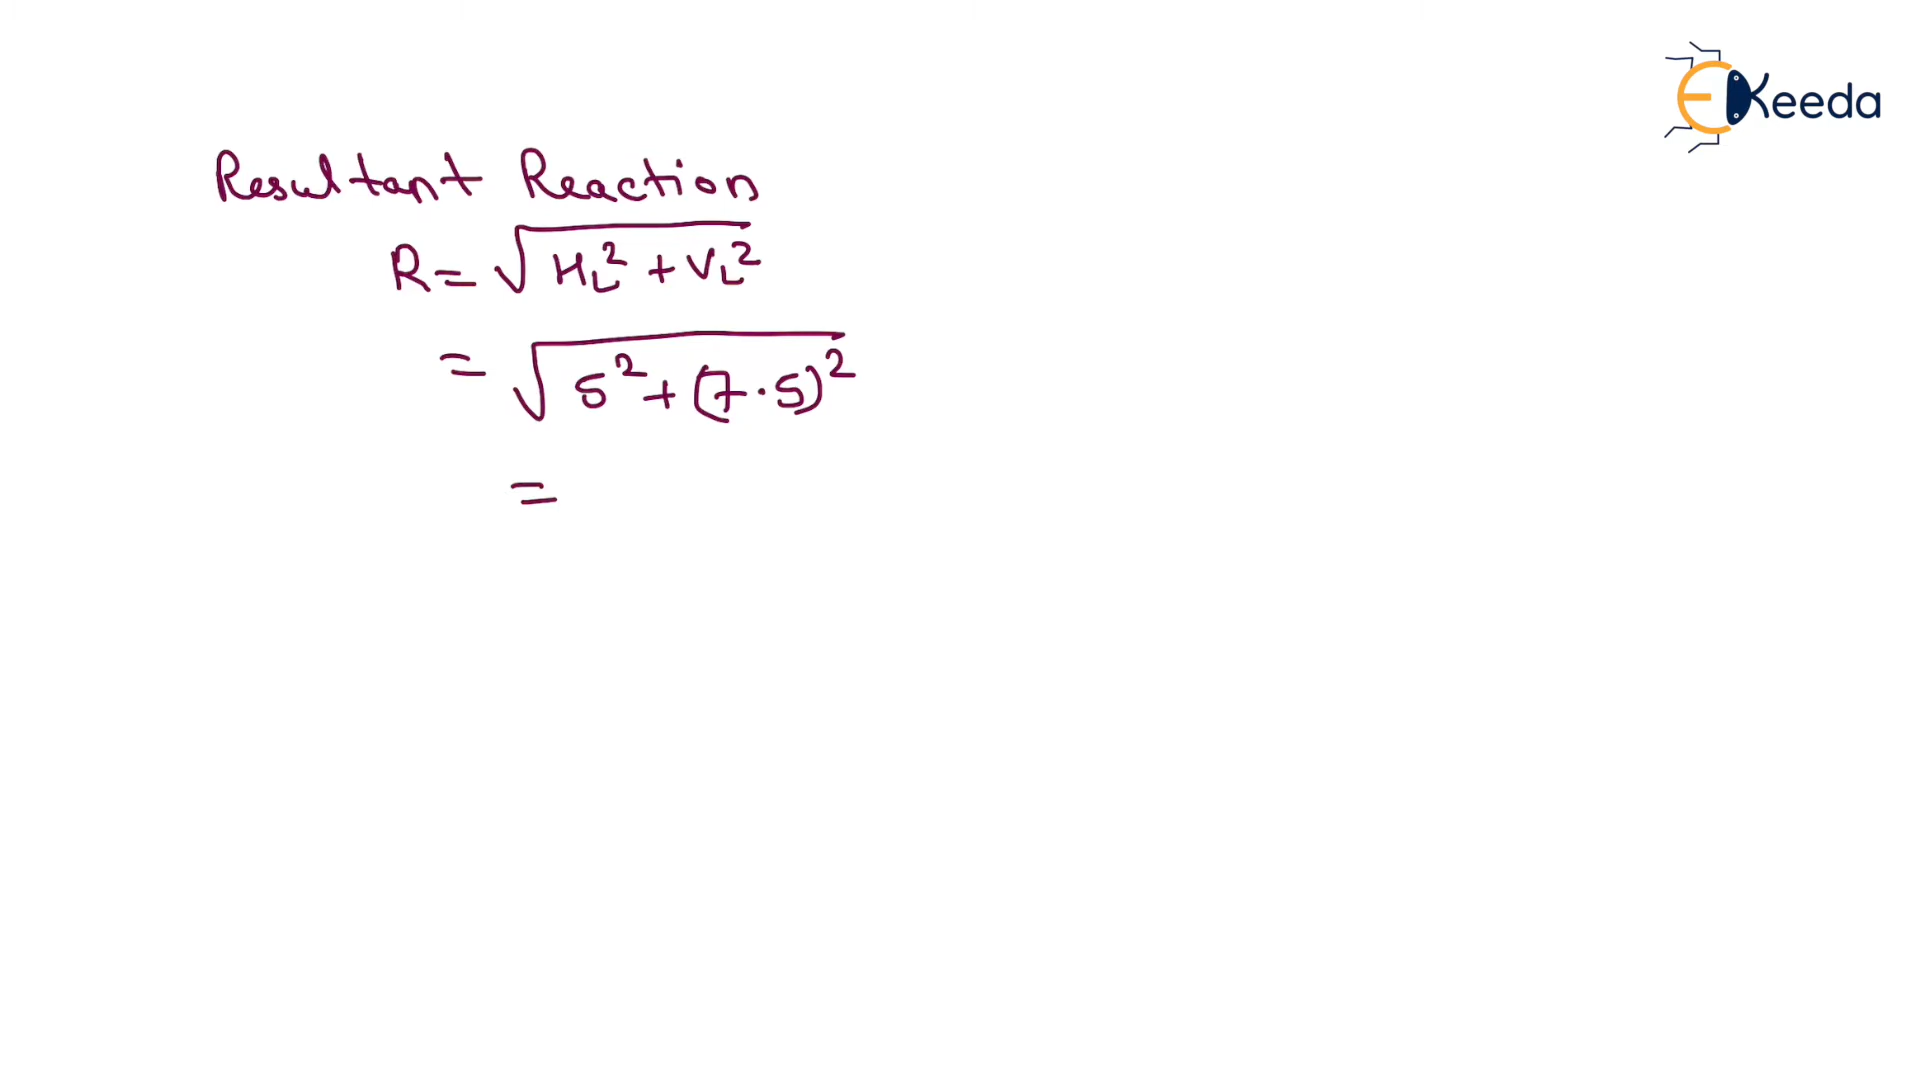 EKeeda
Resultant Reaction
R = √(H_L² + V_L²)
= √(5² + (7.5)²)
=